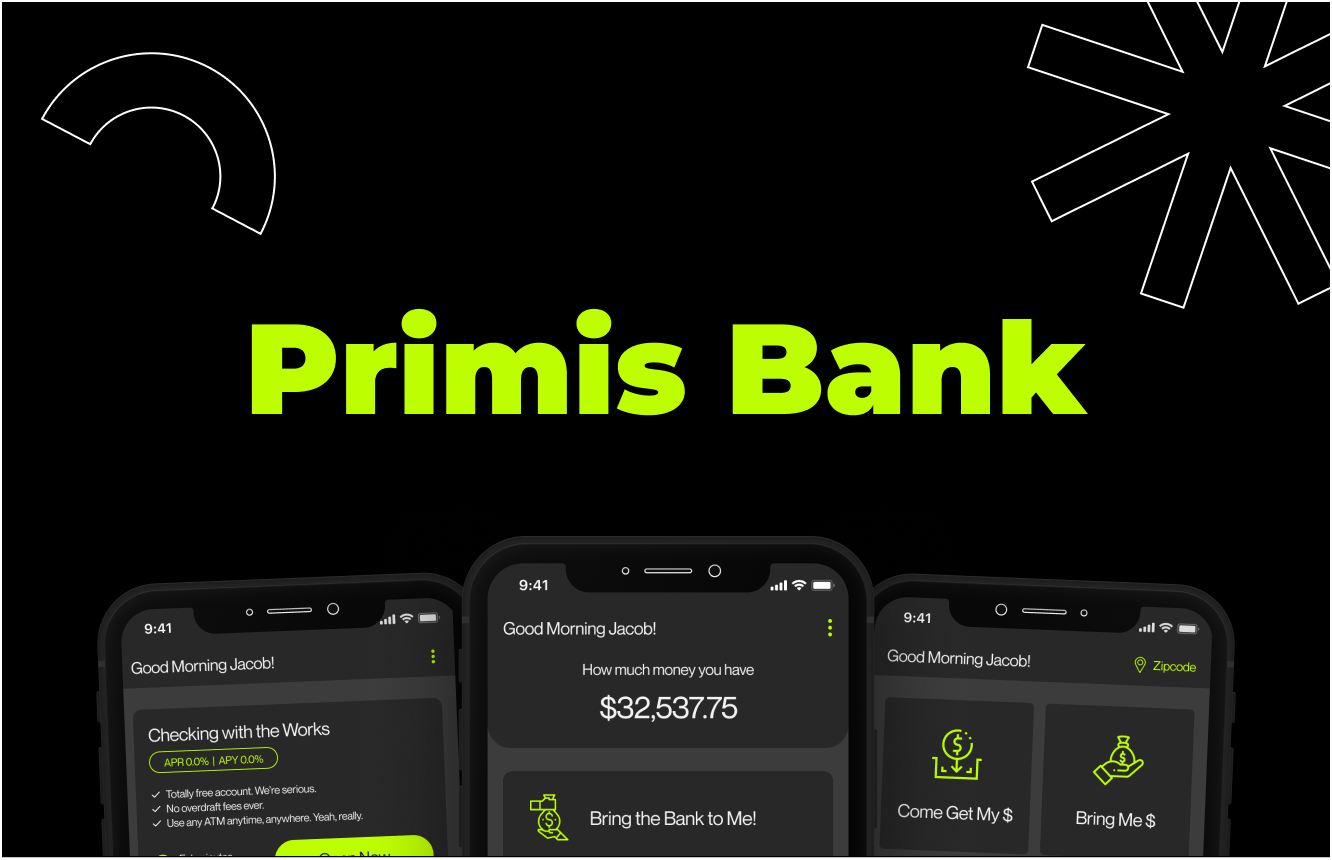 Primis Bank
9:41
Good Morning Jacob!
Checking with the Works
APR 0.0% | APY 0.0%
Totally free account. We're serious.
No overdraft fees ever.
Use any ATM anytime, anywhere. Yeah, really.
Open Now
9:41
Good Morning Jacob!
How much money you have
$32,537.75
Bring the Bank to Me!
9:41
Good Morning Jacob!
Zipcode
Come Get My $
Bring Me $